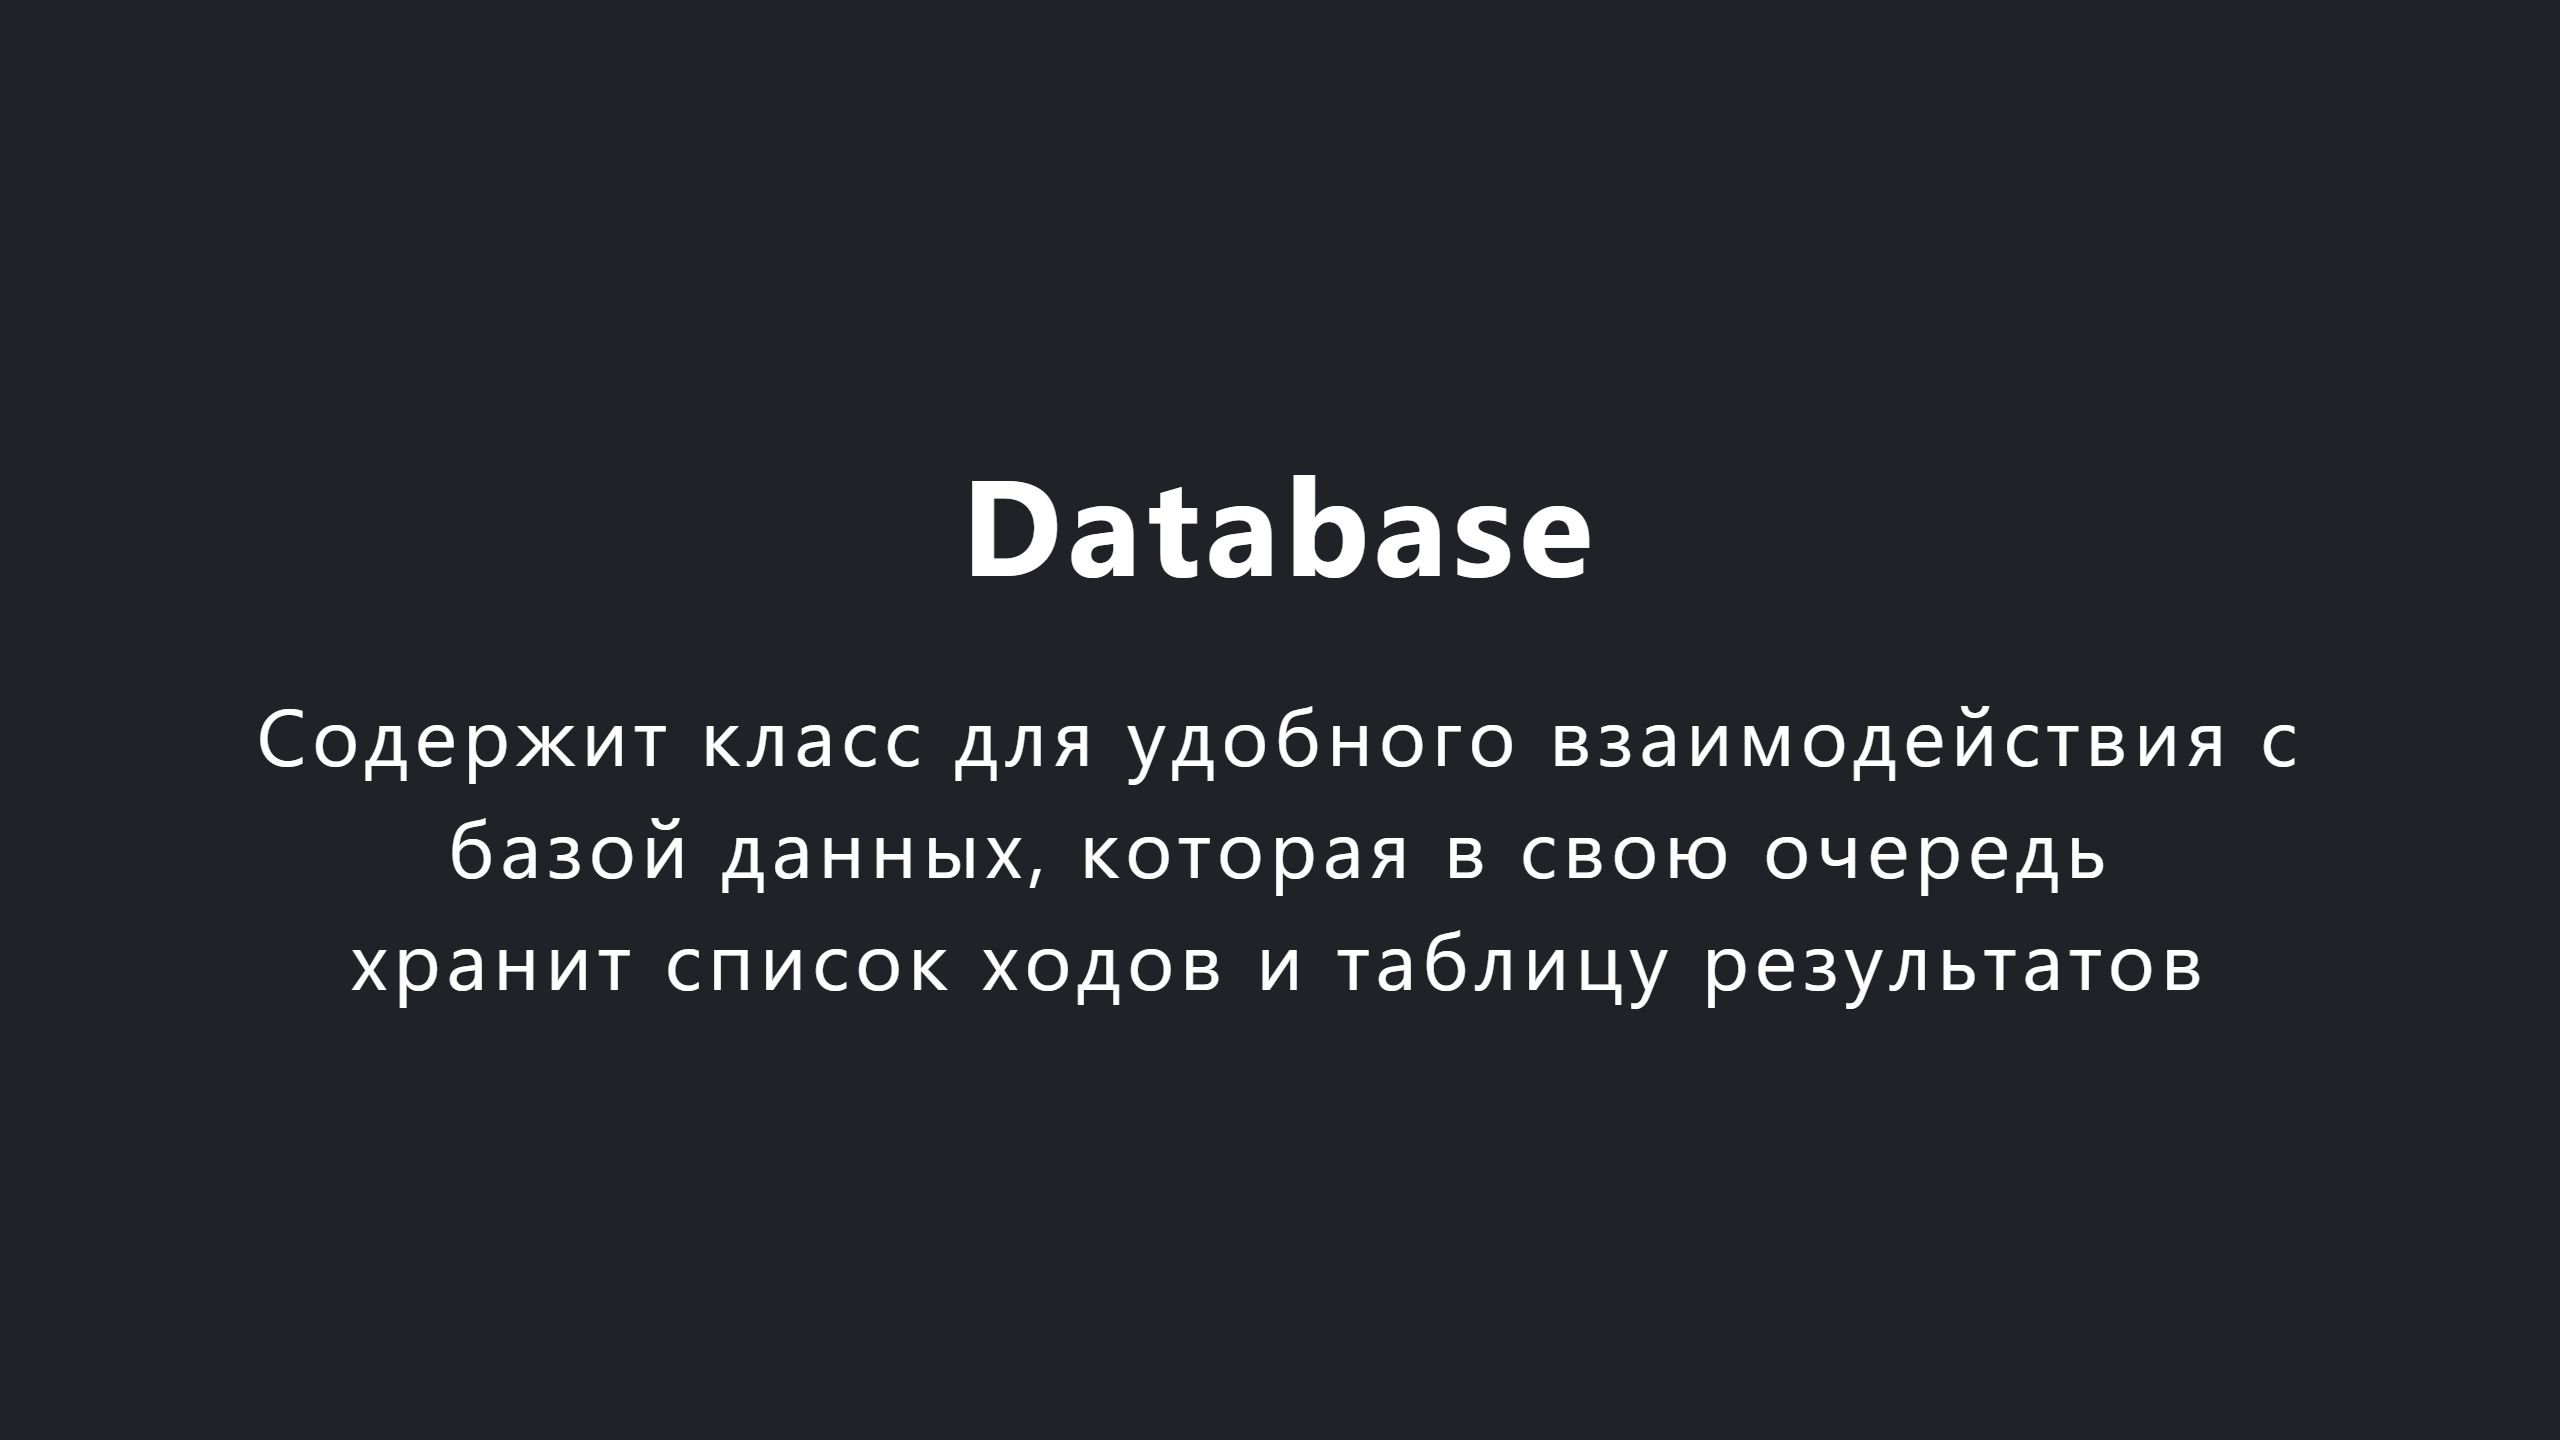 Database
Содержит класс для удобного взаимодействия с
базой данных, которая в свою очередь
хранит список ходов и таблицу результатов